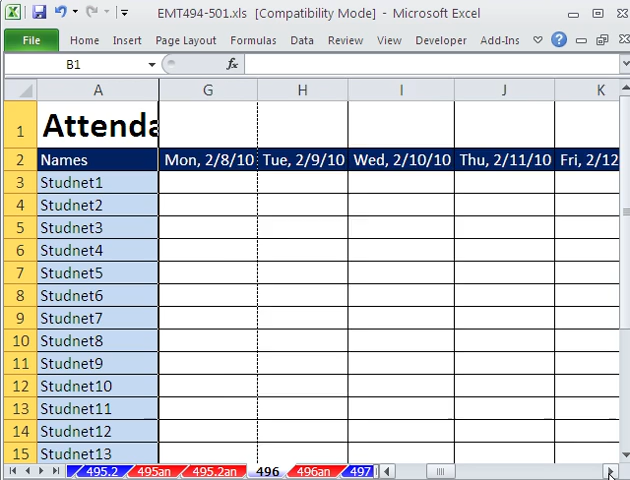 EMT494-501.xls [Compatibility Mode] - Microsoft Excel
File Home Insert Page Layout Formulas Data Review View Developer Add-Ins
B1 fx
A G H I J K
1 Attenda
2 Names Mon, 2/8/10 Tue, 2/9/10 Wed, 2/10/10 Thu, 2/11/10 Fri, 2/12
3 Studnet1
4 Studnet2
5 Studnet3
6 Studnet4
7 Studnet5
8 Studnet6
9 Studnet7
10 Studnet8
11 Studnet9
12 Studnet10
13 Studnet11
14 Studnet12
15 Studnet13
495.2 495an 495.2an 496 496an 497